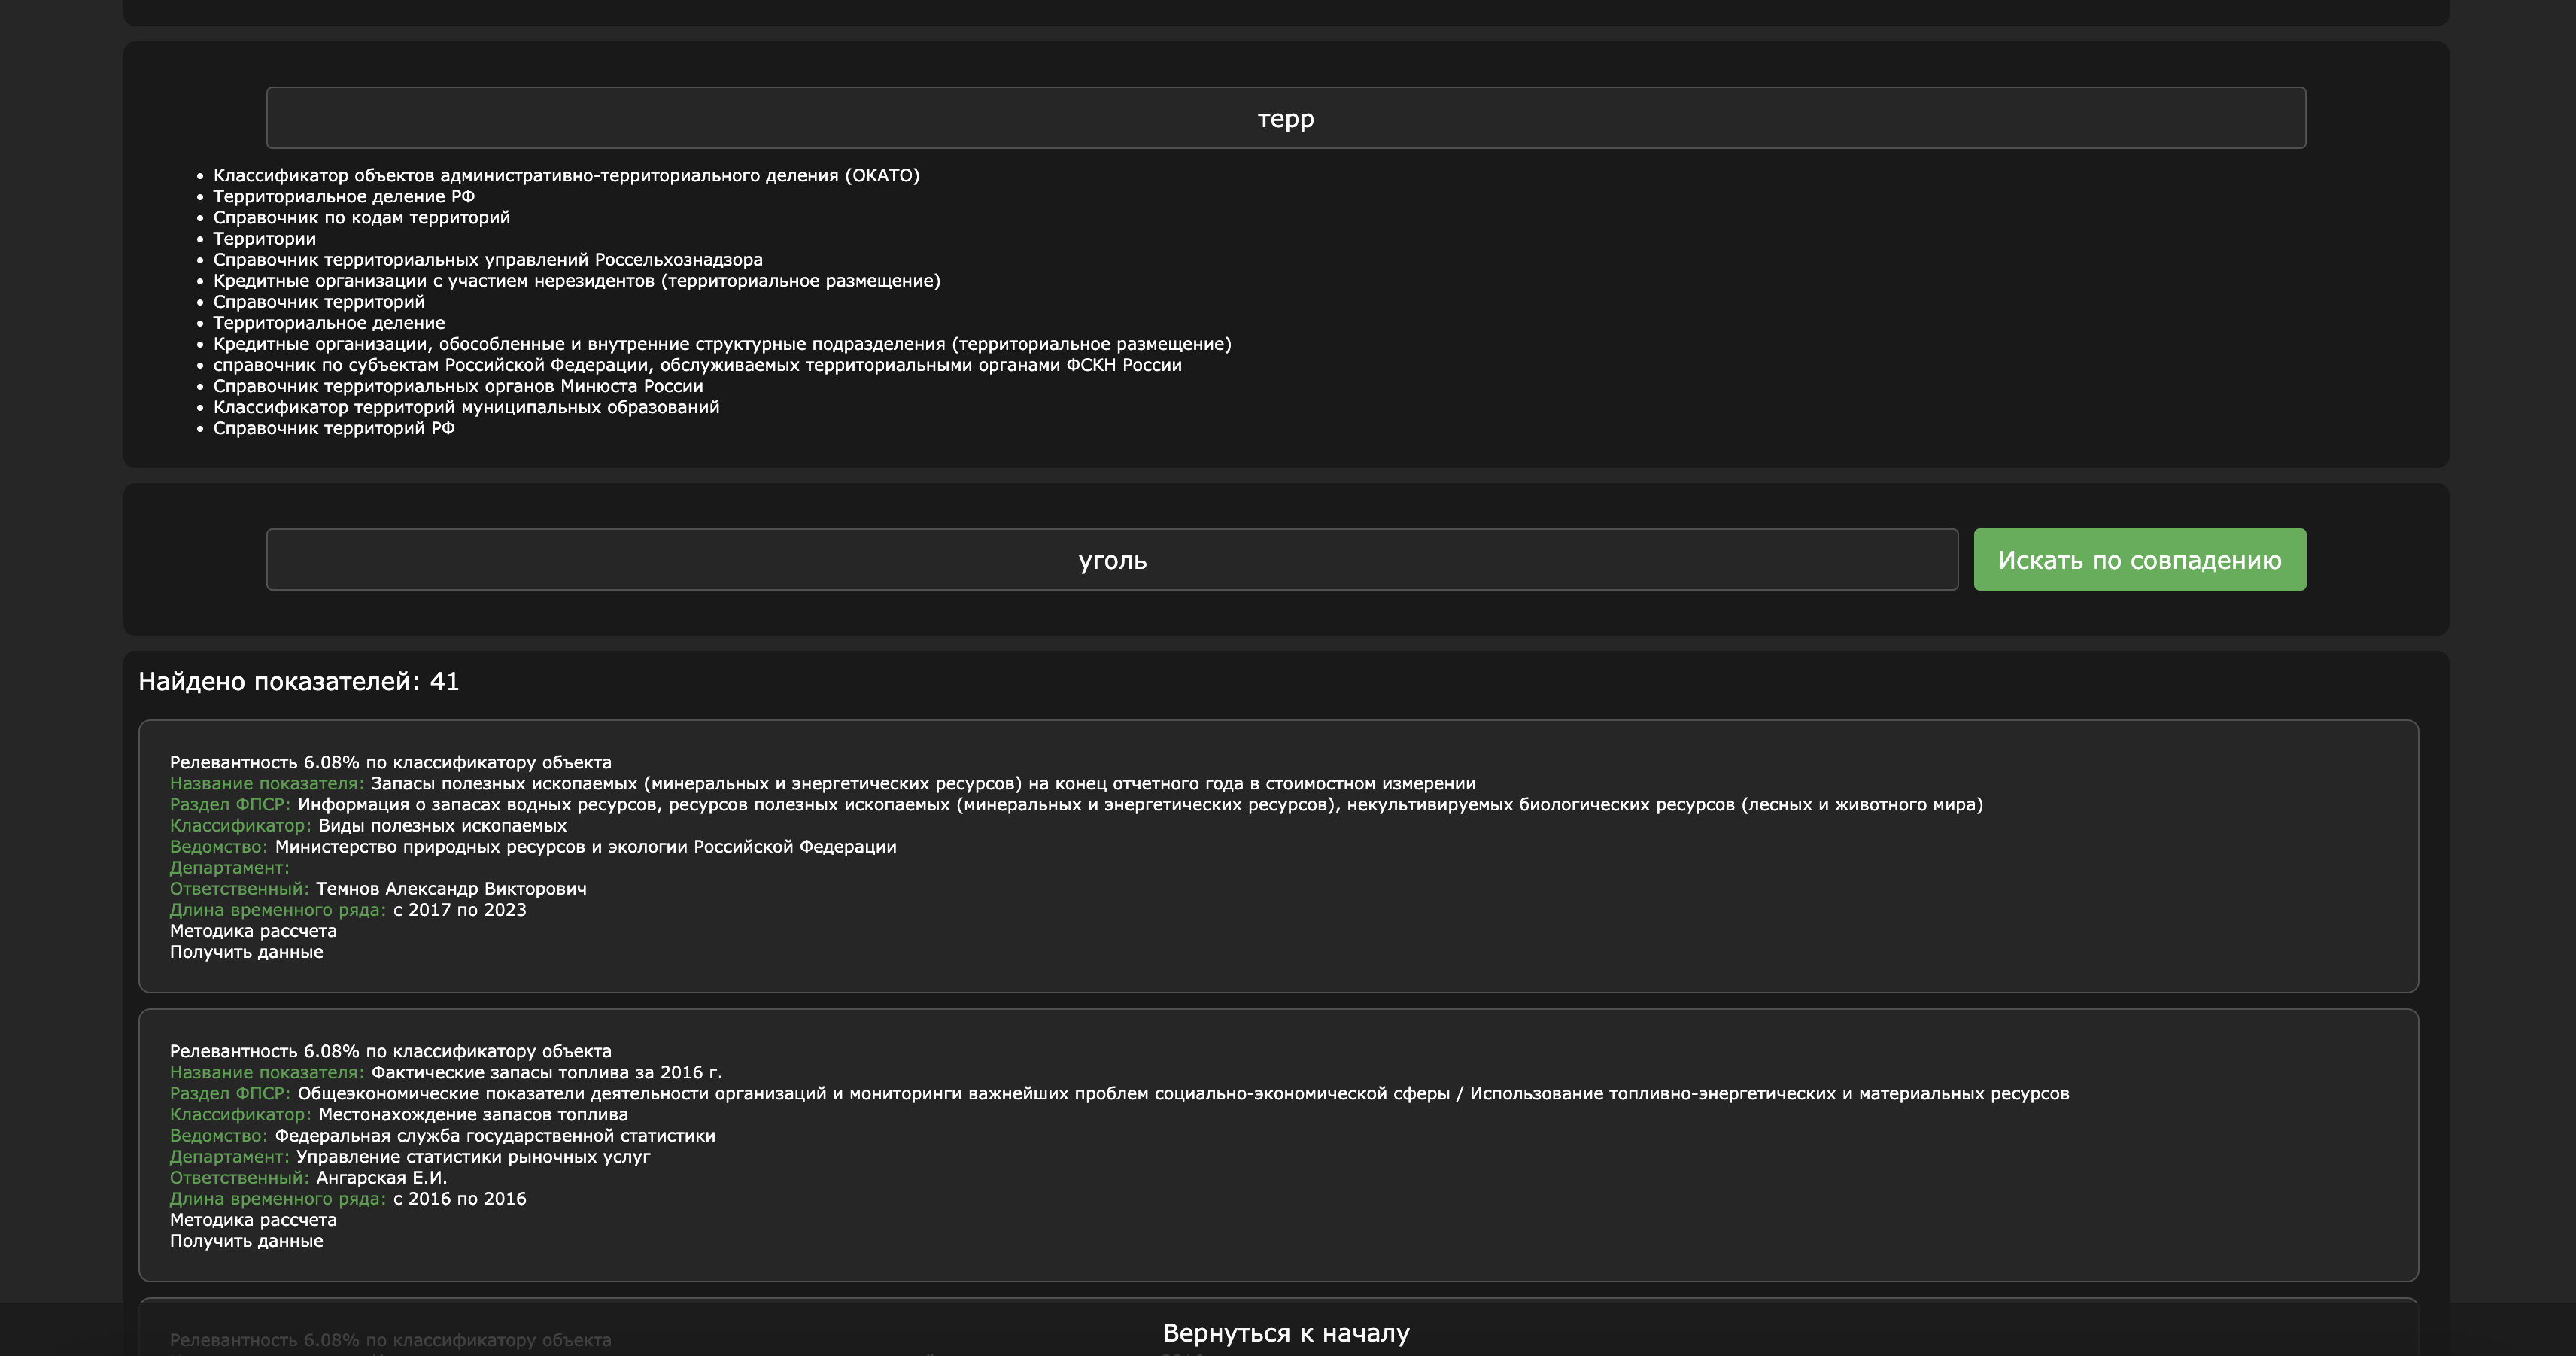 терр
Классификатор объектов административно-территориального деления (ОКАТО)
Территориальное деление РФ
Справочник по кодам территорий
Территории
Справочник территориальных управлений Россельхознадзора
Кредитные организации с участием нерезидентов (территориальное размещение)
Справочник территорий
Территориальное деление
Кредитные организации, обособленные и внутренние структурные подразделения (территориальное размещение)
справочник по субъектам Российской Федерации, обслуживаемых территориальными органами ФСКН России
Справочник территориальных органов Минюста России
Классификатор территорий муниципальных образований
Справочник территорий РФ
уголь
Искать по совпадению
Найдено показателей: 41
Релевантность 6.08% по классификатору объекта
Название показателя: Запасы полезных ископаемых (минеральных и энергетических ресурсов) на конец отчетного года в стоимостном измерении
Раздел ФПСР: Информация о запасах водных ресурсов, ресурсов полезных ископаемых (минеральных и энергетических ресурсов), некультивируемых биологических ресурсов (лесных и животного мира)
Классификатор: Виды полезных ископаемых
Ведомство: Министерство природных ресурсов и экологии Российской Федерации
Департамент:
Ответственный: Темнов Александр Викторович
Длина временного ряда: с 2017 по 2023
Методика рассчета
Получить данные
Релевантность 6.08% по классификатору объекта
Название показателя: Фактические запасы топлива за 2016 г.
Раздел ФПСР: Общеэкономические показатели деятельности организаций и мониторинги важнейших проблем социально-экономической сферы / Использование топливно-энергетических и материальных ресурсов
Классификатор: Местонахождение запасов топлива
Ведомство: Федеральная служба государственной статистики
Департамент: Управление статистики рыночных услуг
Ответственный: Ангарская Е.И.
Длина временного ряда: с 2016 по 2016
Методика рассчета
Получить данные
Релевантность 6.08% по классификатору объекта
Вернуться к началу